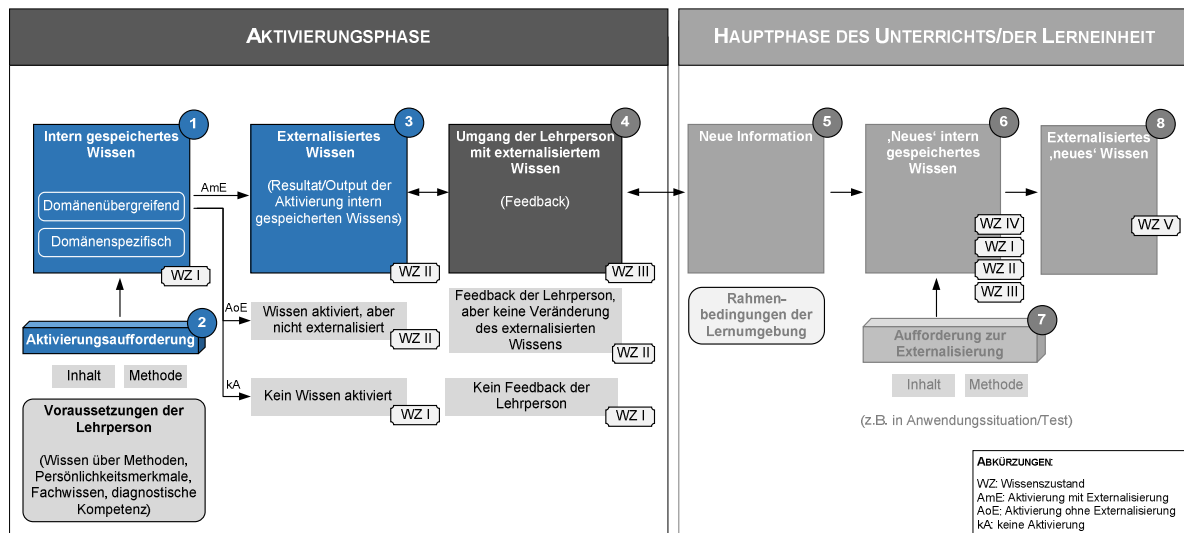 AKTIVIERUNGSPHASE
HAUPTPHASE DES UNTERRICHTS/DER LERNEINHEIT
1
Intern gespeichertes
Wissen
Domänenübergreifend
Domänenspezifisch
WZ I
AmE
AoE
kA
3
Externalisiertes
Wissen
(Resultat/Output der
Aktivierung intern
gespeicherten Wissens)
WZ II
4
Umgang der Lehrperson
mit externalisiertem
Wissen
(Feedback)
WZ III
5
Neue Information
6
‚Neues' intern
gespeichertes
Wissen
WZ IV
WZ I
WZ II
WZ III
8
Externalisiertes
‚neues' Wissen
WZ V
2
Aktivierungsaufforderung
Inhalt
Methode
Voraussetzungen der
Lehrperson
(Wissen über Methoden,
Persönlichkeitsmerkmale,
Fachwissen, diagnostische
Kompetenz)
Wissen aktiviert, aber
nicht externalisiert
WZ II
Feedback der Lehrperson,
aber keine Veränderung
des externalisierten
Wissens
WZ II
Kein Wissen aktiviert
WZ I
Kein Feedback der
Lehrperson
WZ I
Rahmen-
bedingungen der
Lernumgebung
7
Aufforderung zur
Externalisierung
Inhalt
Methode
(z.B. in Anwendungssituation/Test)
ABKÜRZUNGEN:
WZ: Wissenszustand
AmE: Aktivierung mit Externalisierung
AoE: Aktivierung ohne Externalisierung
kA: keine Aktivierung